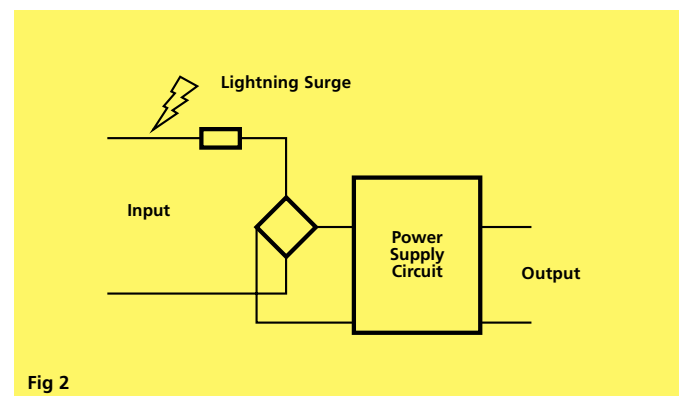 Lightning Surge
Input
Power
Supply
Circuit
Output
Fig 2